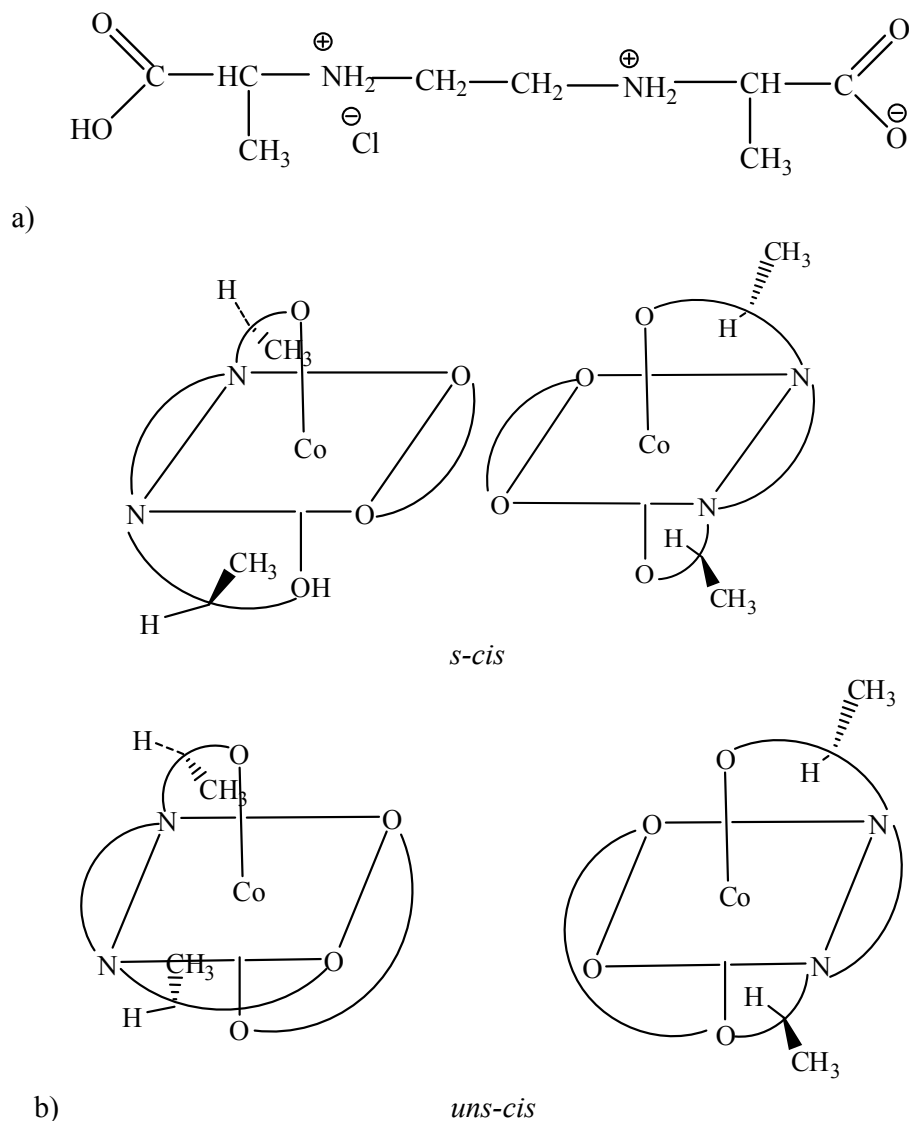 O ⊕ ⊕ O
C HC NH₂ CH₂ CH₂ NH₂ CH C
⊖ ⊖
HO CH₃ Cl CH₃ O
a)
CH₃
H O O H
CH₃
N O O N
Co Co
N O O N
H
CH₃ OH O CH₃
H
s-cis
CH₃
H O O H
CH₃
N O O N
Co Co
N CH₃ O O N
H O O H
CH₃
b) uns-cis